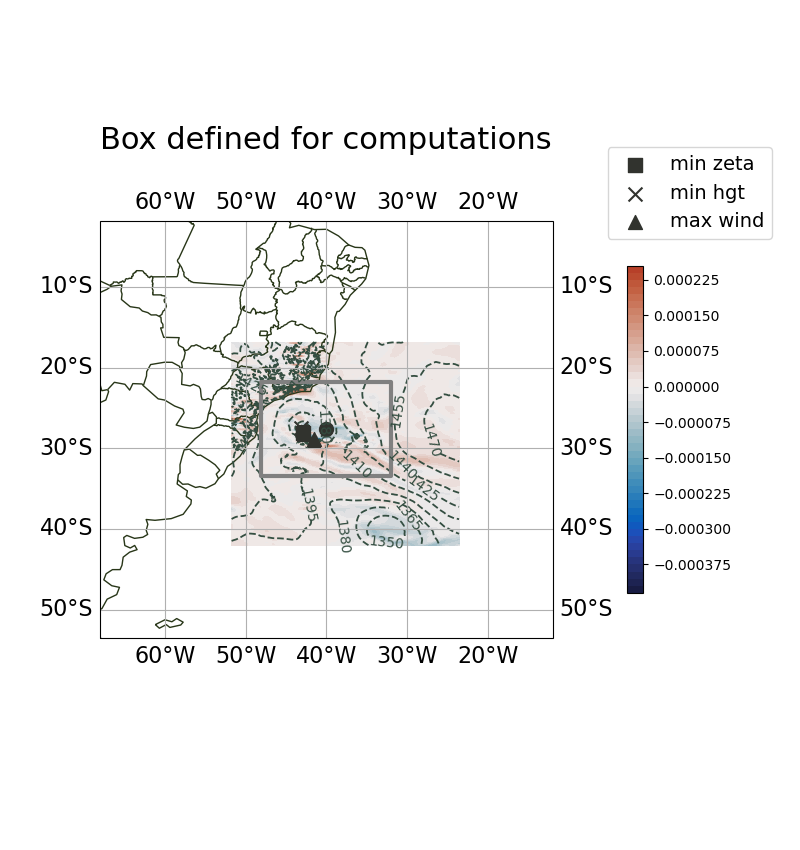 Box defined for computations
min zeta
min hgt
max wind
60°W 50°W 40°W 30°W 20°W
10°S 10°S
20°S 20°S
30°S 30°S
40°S 40°S
50°S 50°S
60°W 50°W 40°W 30°W 20°W
0.000225
0.000150
0.000075
0.000000
−0.000075
−0.000150
−0.000225
−0.000300
−0.000375
1455
1470
1410
1440
1425
1395
1365
1380
1350